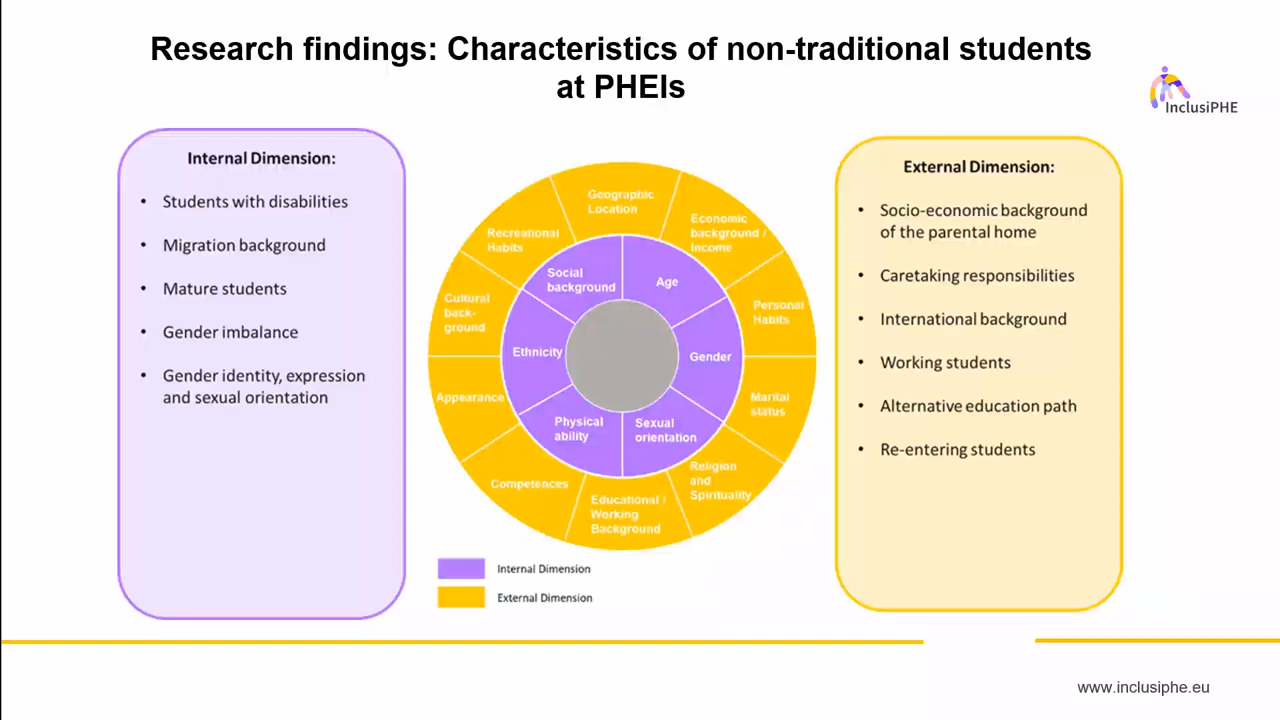 Research findings: Characteristics of non-traditional students
at PHEIs
InclusiPHE
Internal Dimension:
• Students with disabilities
• Migration background
• Mature students
• Gender imbalance
• Gender identity, expression
and sexual orientation
Geographic
Location
Economic
background /
Income
Personal
Habits
Marital
status
Religion
and
Spirituality
Educational /
Working
Background
Competences
Appearance
Cultural
back-
ground
Recreational
Habits
Social
background
Age
Gender
Sexual
orientation
Physical
ability
Ethnicity
Internal Dimension
External Dimension
External Dimension:
• Socio-economic background
of the parental home
• Caretaking responsibilities
• International background
• Working students
• Alternative education path
• Re-entering students
www.inclusiphe.eu